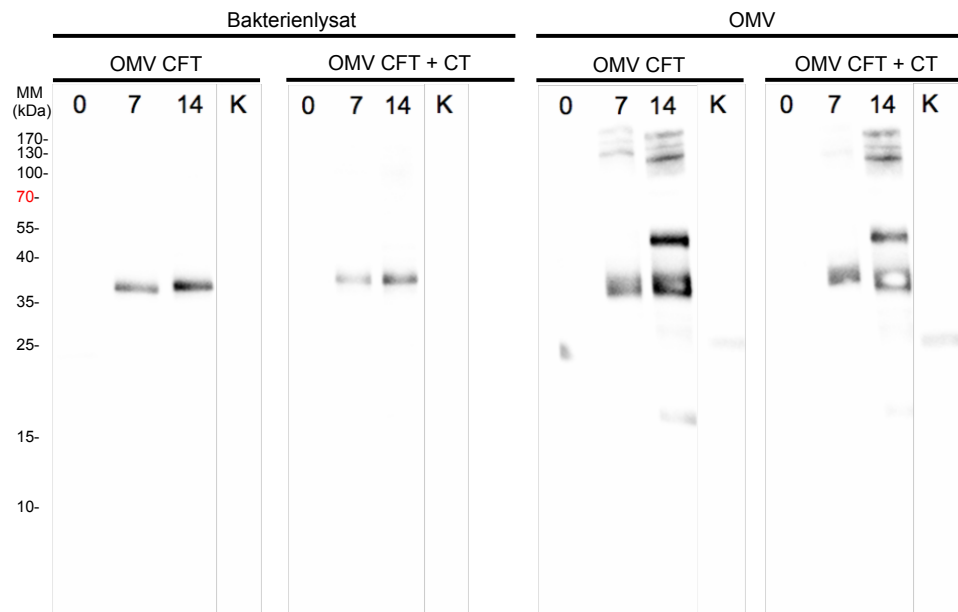 Bakterienlysat OMV
OMV CFT OMV CFT + CT OMV CFT OMV CFT + CT
MM
(kDa)
0 7 14 K 0 7 14 K 0 7 14 K 0 7 14 K
170-
130-
100-
70-
55-
40-
35-
25-
15-
10-